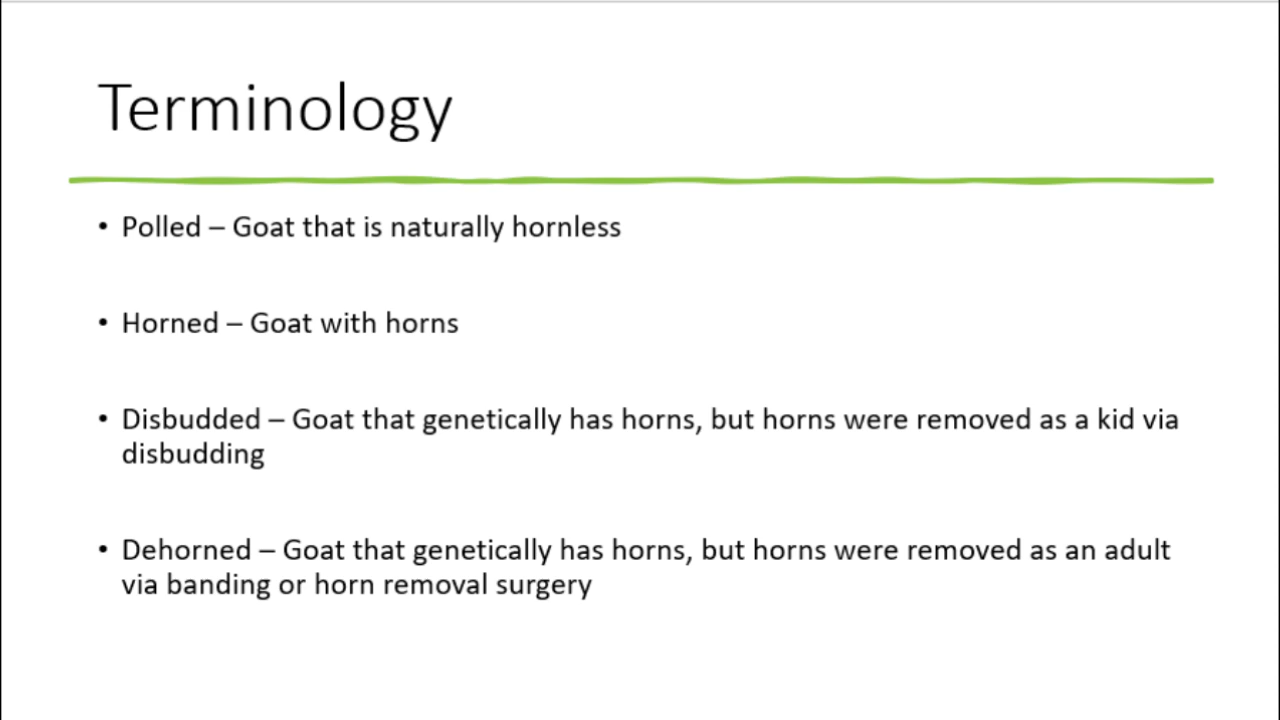 Terminology
• Polled – Goat that is naturally hornless
• Horned – Goat with horns
• Disbudded – Goat that genetically has horns, but horns were removed as a kid via
disbudding
• Dehorned – Goat that genetically has horns, but horns were removed as an adult
via banding or horn removal surgery